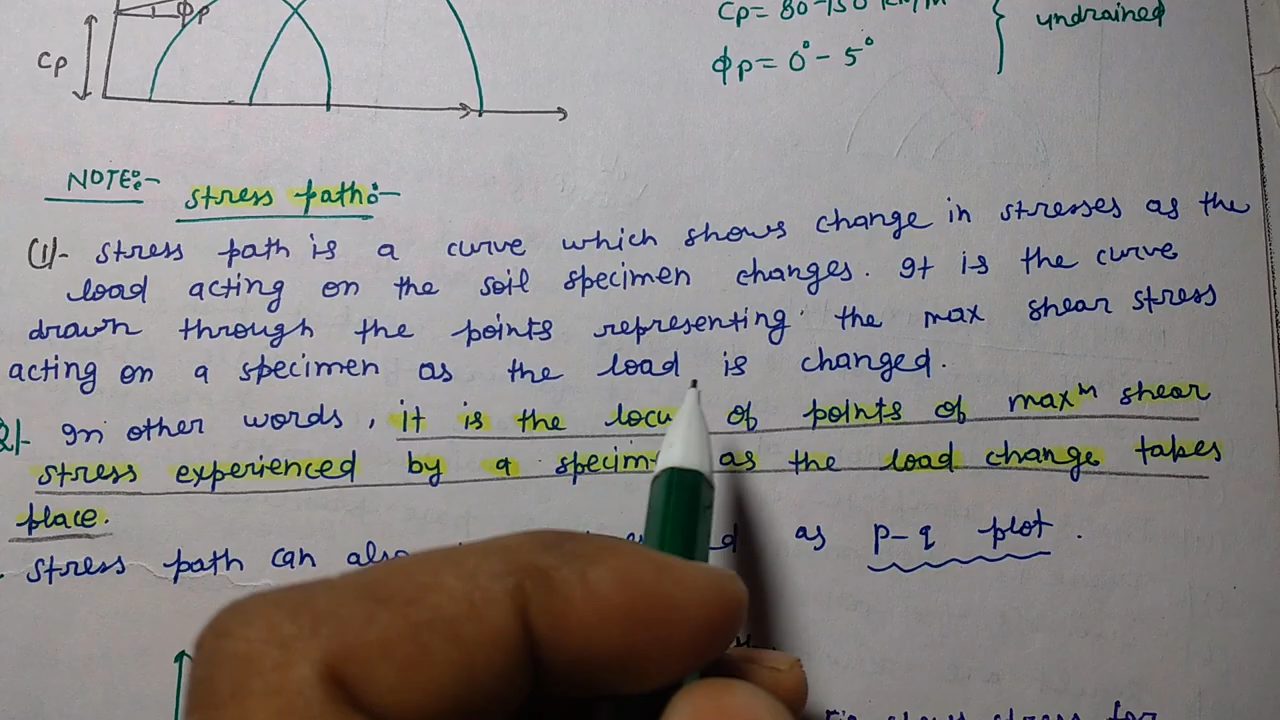 ϕp
Cp
Cp = 80-150
ϕp = 0° - 5°
undrained
NOTE:-
stress path:-
(1)- stress path is a curve which shows change in stresses as the
load acting on the soil specimen changes. It is the curve
drawn through the points representing the max shear stress
acting on a specimen as the load is changed.
2)- In other words, it is the locu of points of maxᵐ shear
stress experienced by a specim as the load change takes
place.
stress path can also as p-q plot.
stress for